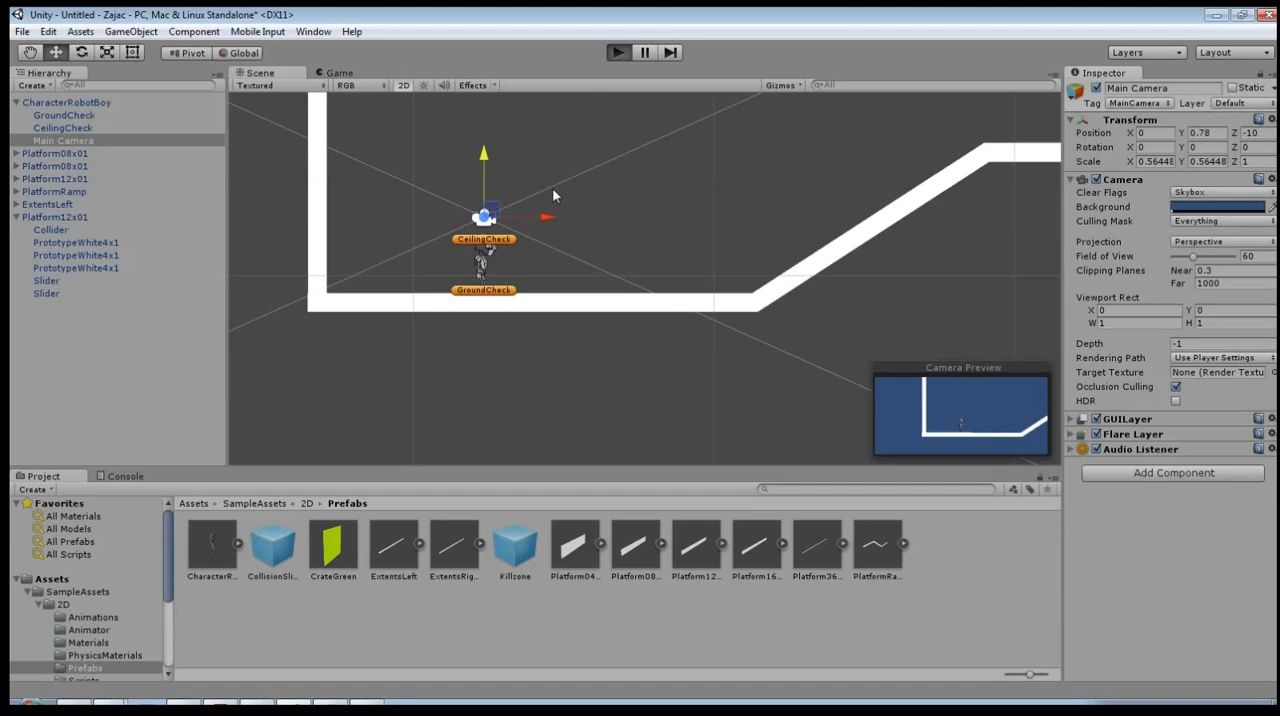 Unity - Untitled - Zajac - PC, Mac & Linux Standalone* <DX11>
File Edit Assets GameObject Component Mobile Input Window Help
Pivot Global Layers Layout
Hierarchy
Create All
CharacterRobotBoy
GroundCheck
CeilingCheck
Main Camera
Platform08x01
Platform08x01
Platform12x01
PlatformRamp
ExtentsLeft
Platform12x01
Collider
PrototypeWhite4x1
PrototypeWhite4x1
PrototypeWhite4x1
Slider
Slider
Scene Game
Textured RGB 2D Effects Gizmos All
CeilingCheck
GroundCheck
Camera Preview
Inspector
Main Camera Static
Tag MainCamera Layer Default
Transform
Position X 0 Y 0.78 Z -10
Rotation X 0 Y 0 Z 0
Scale X 0.56448 Y 0.56448 Z 1
Camera
Clear Flags Skybox
Background
Culling Mask Everything
Projection Perspective
Field of View 60
Clipping Planes Near 0.3
Far 1000
Viewport Rect
X 0 Y 0
W 1 H 1
Depth -1
Rendering Path Use Player Settings
Target Texture None (Render Textu
Occlusion Culling
HDR
GUILayer
Flare Layer
Audio Listener
Add Component
Project Console
Create
Favorites
All Materials
All Models
All Prefabs
All Scripts
Assets
SampleAssets
2D
Animations
Animator
Materials
PhysicsMaterials
Prefabs
Scripts
Assets SampleAssets 2D Prefabs
CharacterR... CollisionSli... CrateGreen ExtentsLeft ExtentsRig... Killzone Platform04... Platform08... Platform12... Platform16... Platform36... PlatformRa...